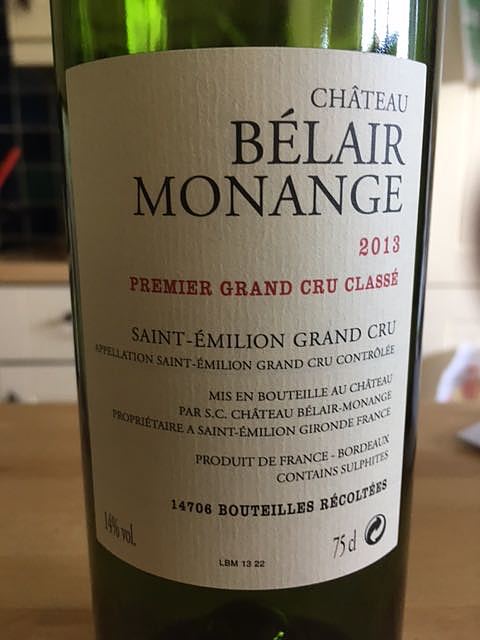 CHÂTEAU
BÉLAIR
MONANGE
2013
PREMIER GRAND CRU CLASSÉ
SAINT-ÉMILION GRAND CRU
APPELLATION SAINT-ÉMILION GRAND CRU CONTRÔLÉE
MIS EN BOUTEILLE AU CHÂTEAU
PAR S.C. CHÂTEAU BÉLAIR-MONANGE
PROPRIÉTAIRE A SAINT-ÉMILION GIRONDE FRANCE
PRODUIT DE FRANCE - BORDEAUX
CONTAINS SULPHITES
14706 BOUTEILLES RÉCOLTÉES
14% vol.
75 cl
LBM 13 22